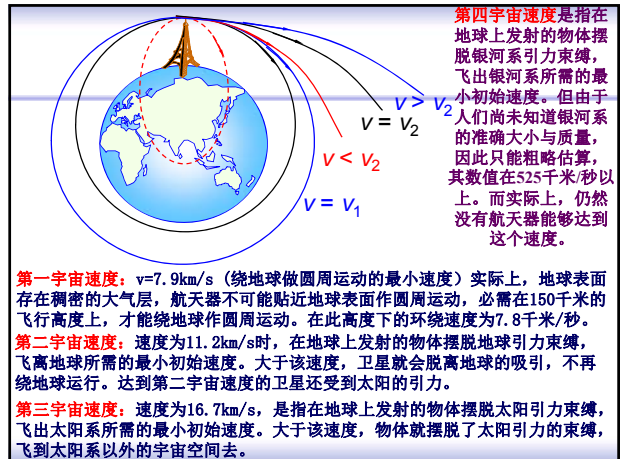 第四宇宙速度是指在
地球上发射的物体摆
脱银河系引力束缚,
飞出银河系所需的最
小初始速度。但由于
人们尚未知道银河系
的准确大小与质量,
因此只能粗略估算,
其数值在525千米/秒以
上。而实际上,仍然
没有航天器能够达到
这个速度。
v > v2
v = v2
v < v2
v = v1
第一宇宙速度:v=7.9km/s (绕地球做圆周运动的最小速度) 实际上,地球表面
存在稠密的大气层,航天器不可能贴近地球表面作圆周运动,必需在150千米的
飞行高度上,才能绕地球作圆周运动。在此高度下的环绕速度为7.8千米/秒。
第二宇宙速度:速度为11.2km/s时,在地球上发射的物体摆脱地球引力束缚,
飞离地球所需的最小初始速度。大于该速度,卫星就会脱离地球的吸引,不再
绕地球运行。达到第二宇宙速度的卫星还受到太阳的引力。
第三宇宙速度:速度为16.7km/s,是指在地球上发射的物体摆脱太阳引力束缚,
飞出太阳系所需的最小初始速度。大于该速度,物体就摆脱了太阳引力的束缚,
飞到太阳系以外的宇宙空间去。